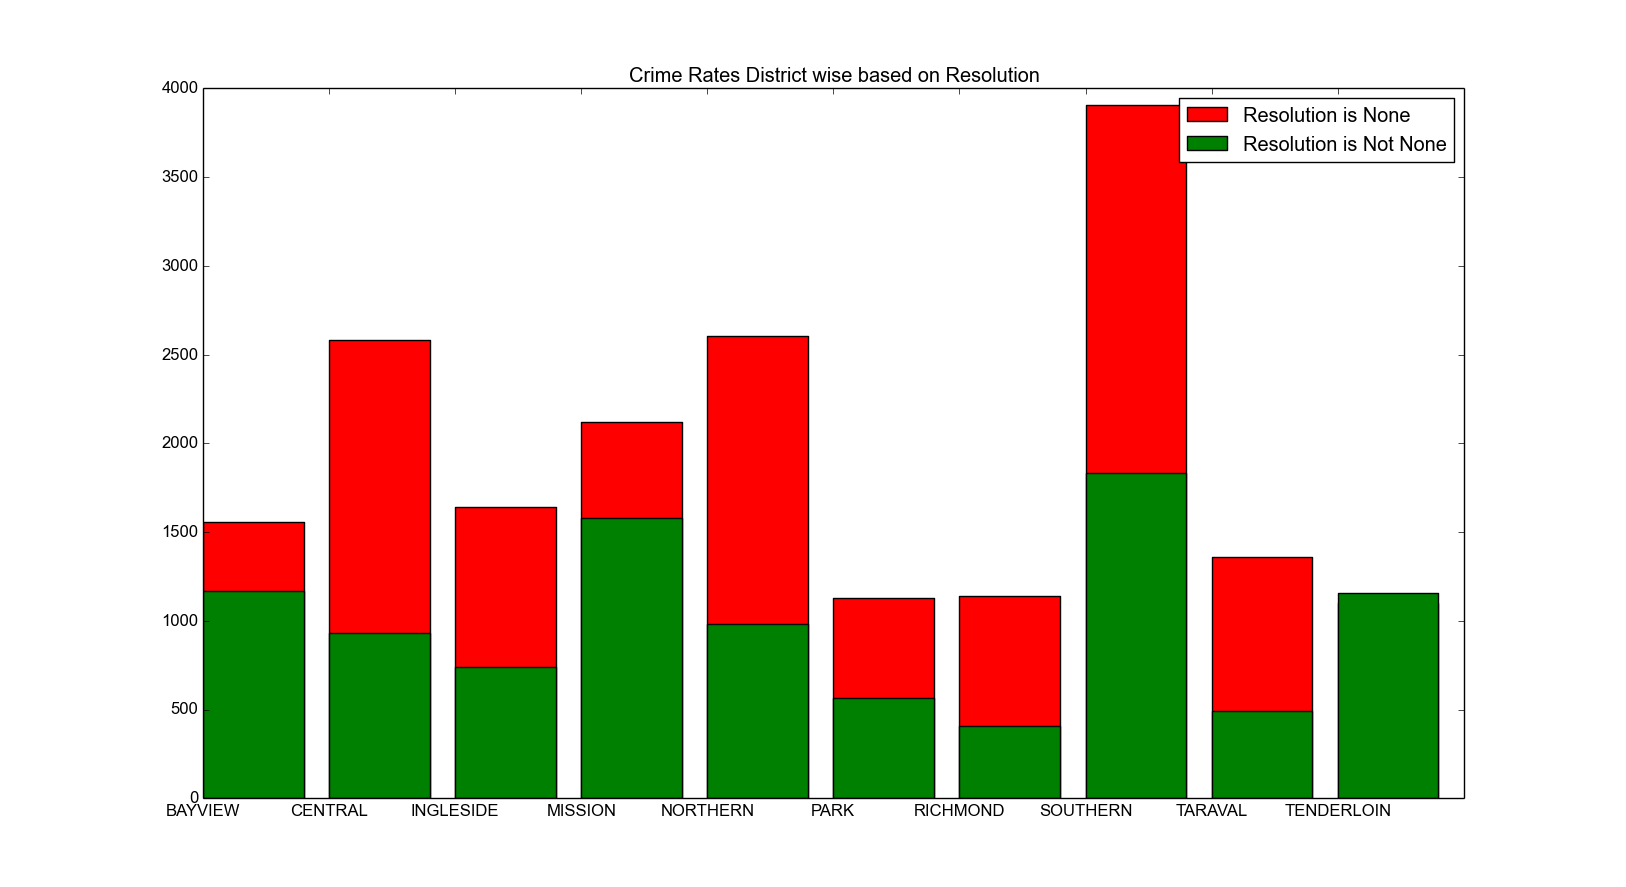 Crime Rates District wise based on Resolution
4000
3500
3000
2500
2000
1500
1000
500
0
Resolution is None
Resolution is Not None
BAYVIEW CENTRAL INGLESIDE MISSION NORTHERN PARK RICHMOND SOUTHERN TARAVAL TENDERLOIN